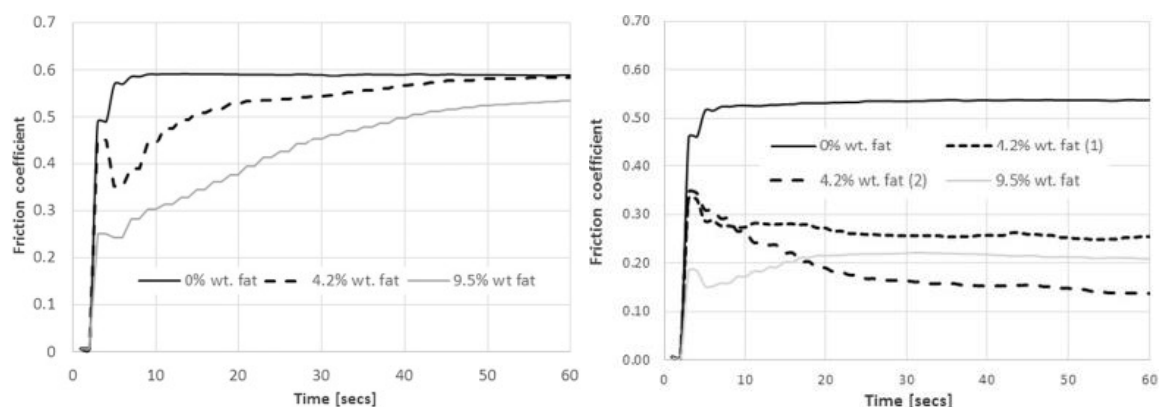 0.7
0.6
0.5
0.4
0.3
0.2
0.1
0
Friction coefficient
0% wt. fat
4.2% wt. fat
9.5% wt fat
0 10 20 30 40 50 60
Time [secs]
0.70
0.60
0.50
0.40
0.30
0.20
0.10
0.00
Friction coefficient
0% wt. fat
4.2% wt. fat (1)
4.2% wt. fat (2)
9.5% wt. fat
0 10 20 30 40 50 60
Time [secs]